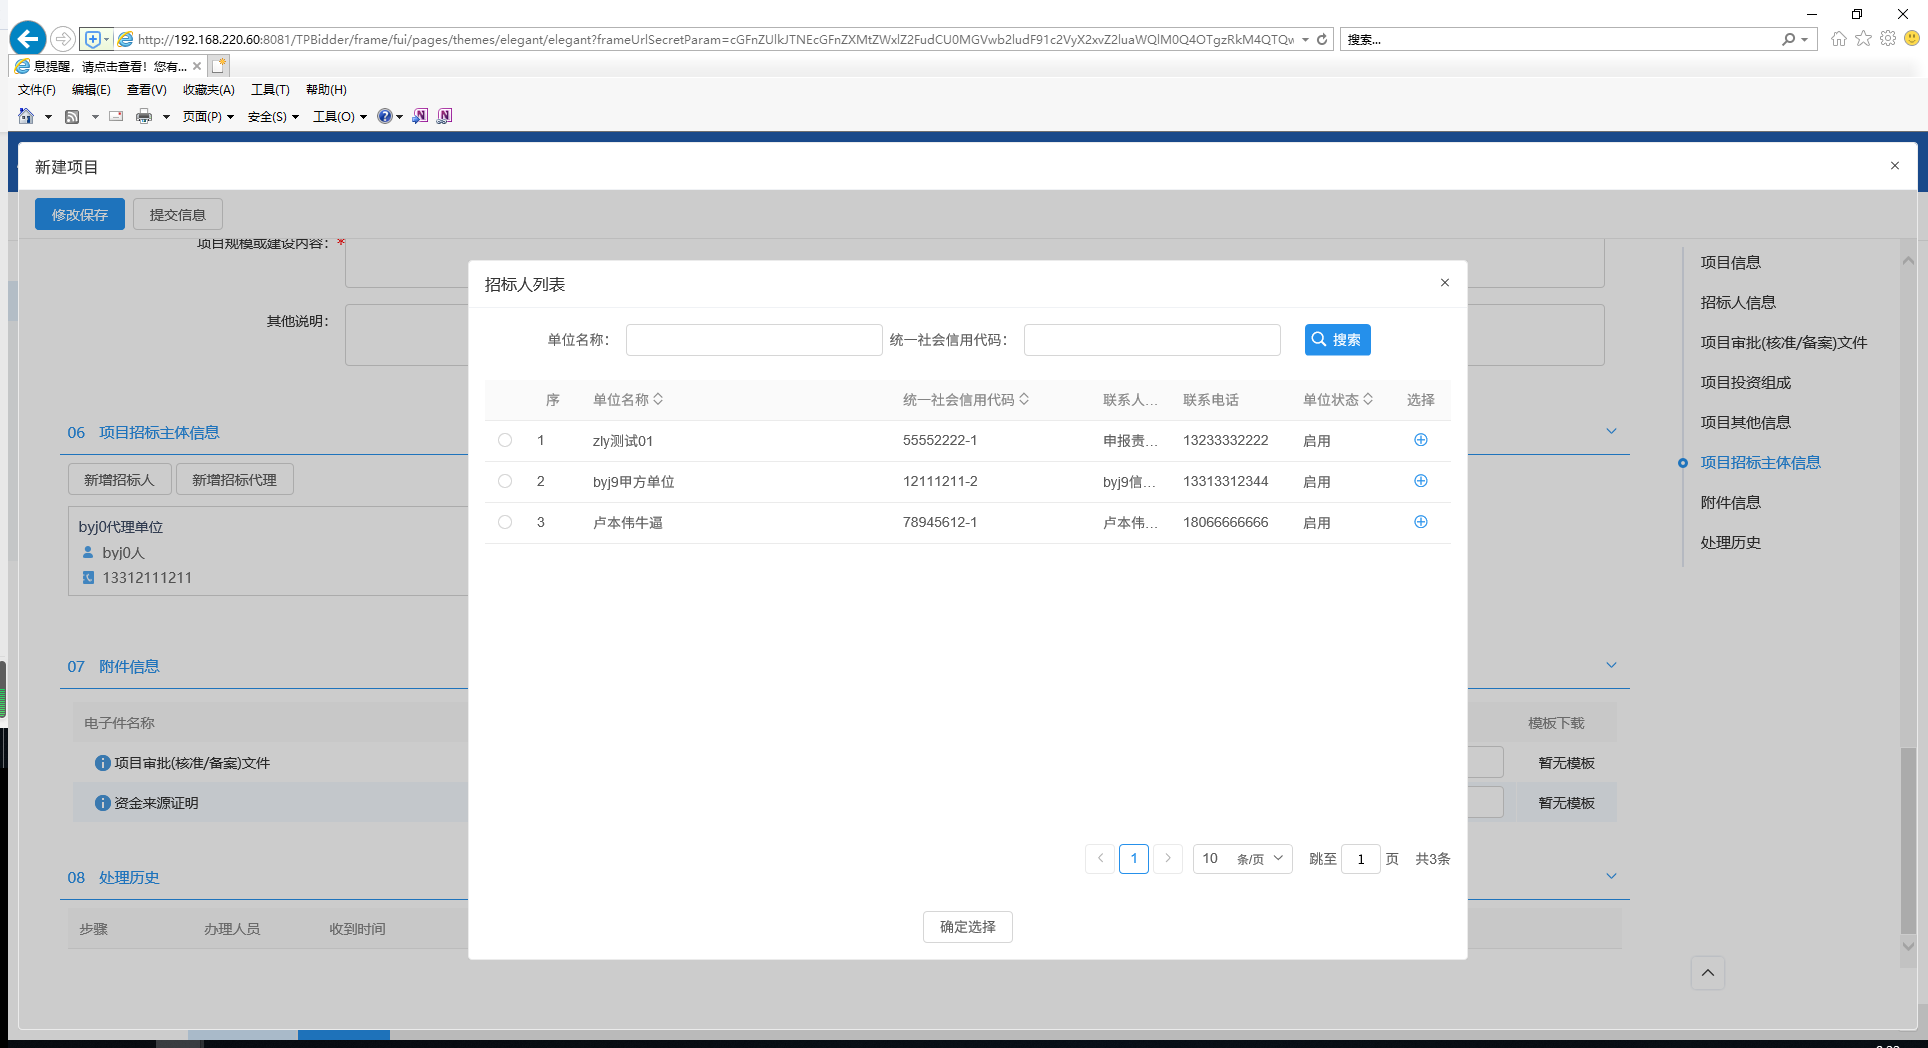 http://192.168.220.60:8081/TPBidder/frame/fui/pages/themes/elegant/elegant?frameUrlSecretParam=
搜索...
息提醒，请点击查看！您有...
文件(F) 编辑(E) 查看(V) 收藏夹(A) 工具(T) 帮助(H)
页面(P) 安全(S) 工具(O)
新建项目
修改保存 提交信息
项目规模或建设内容：*
其他说明：
06 项目招标主体信息
新增招标人 新增招标代理
byj0代理单位
byj0人
13312111211
07 附件信息
电子件名称 模板下载
项目审批(核准/备案)文件 暂无模板
资金来源证明 暂无模板
08 处理历史
步骤 办理人员 收到时间
招标人列表
单位名称： 统一社会信用代码： 搜索
序 单位名称 统一社会信用代码 联系人... 联系电话 单位状态 选择
1 zly测试01 55552222-1 申报责... 13233332222 启用
2 byj9甲方单位 12111211-2 byj9信... 13313312344 启用
3 卢本伟牛逼 78945612-1 卢本伟... 18066666666 启用
1 10 条/页 跳至 1 页 共3条
确定选择
项目信息
招标人信息
项目审批(核准/备案)文件
项目投资组成
项目其他信息
项目招标主体信息
附件信息
处理历史